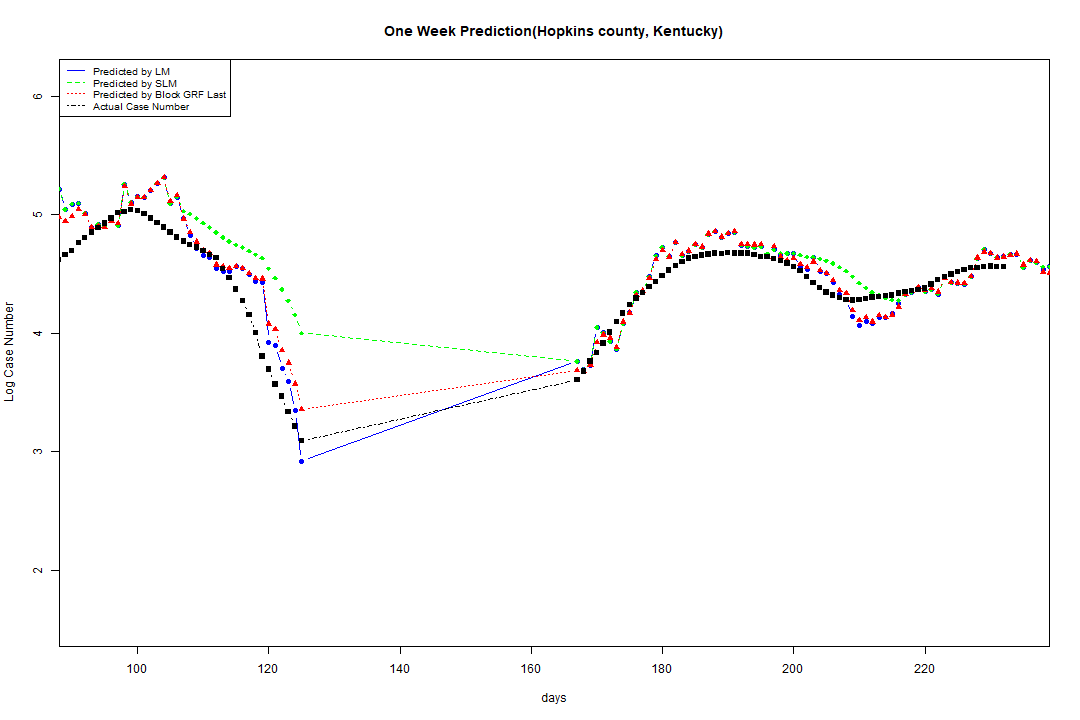 One Week Prediction(Hopkins county, Kentucky)
Predicted by LM
Predicted by SLM
Predicted by Block GRF Last
Actual Case Number
6
5
4
3
2
Log Case Number
100 120 140 160 180 200 220
days